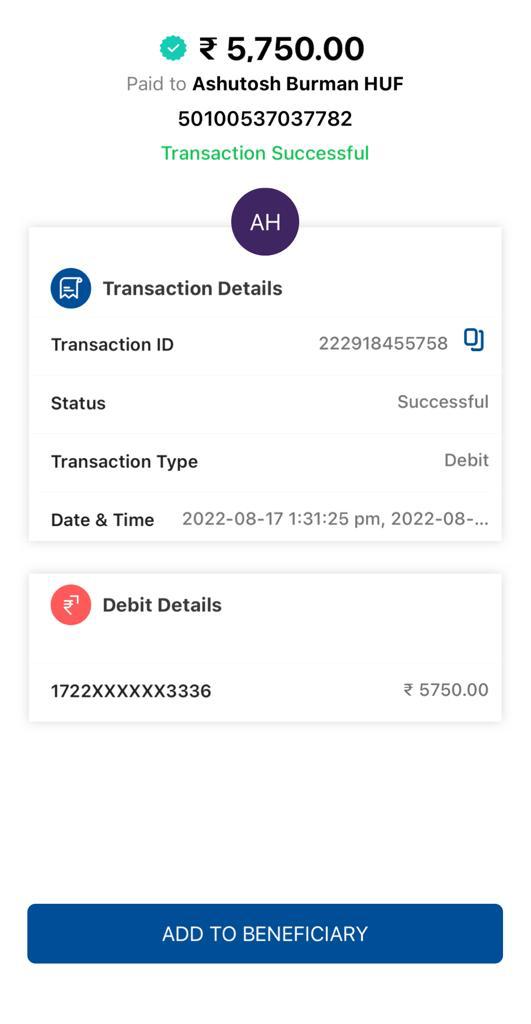 ₹ 5,750.00
Paid to Ashutosh Burman HUF
50100537037782
Transaction Successful
AH
Transaction Details
Transaction ID 222918455758
Status Successful
Transaction Type Debit
Date & Time 2022-08-17 1:31:25 pm, 2022-08-...
Debit Details
1722XXXXXX3336 ₹ 5750.00
ADD TO BENEFICIARY